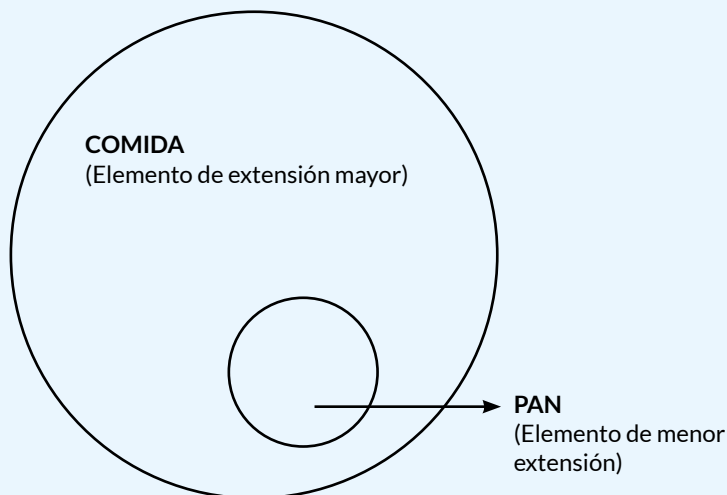 COMIDA
(Elemento de extensión mayor)
PAN
(Elemento de menor
extensión)